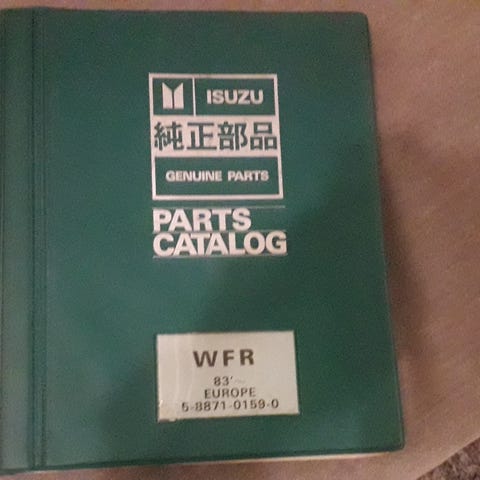 ISUZU
純正部品
GENUINE PARTS
PARTS
CATALOG
WFR
83'~
EUROPE
5-8871-0159-0